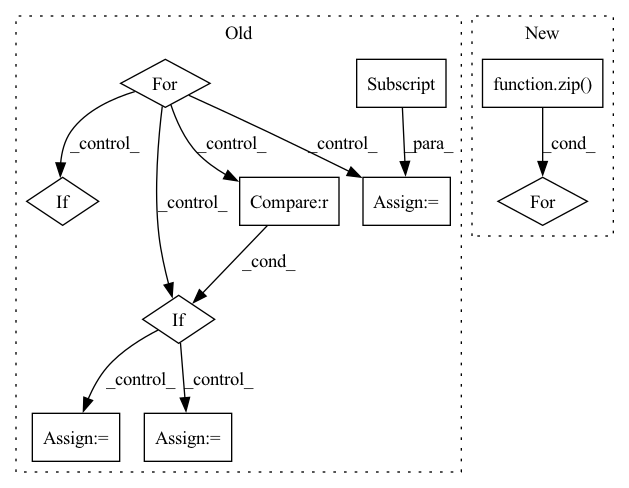 Old
New
For
Subscript
function.zip()
_control_
_control_
_control_
_para_
_cond_
_control_
If
Compare:r
Assign:=
For
_cond_
If
_control_
_control_
Assign:=
Assign:=